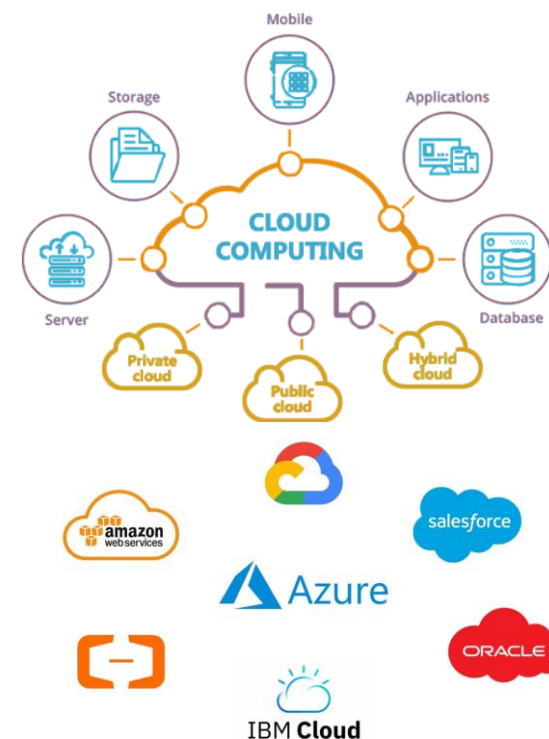 Mobile
Storage
Applications
CLOUD
COMPUTING
Server
Database
Private
cloud
Public
cloud
Hybrid
cloud
amazon
web services
salesforce
Azure
ORACLE
IBM Cloud